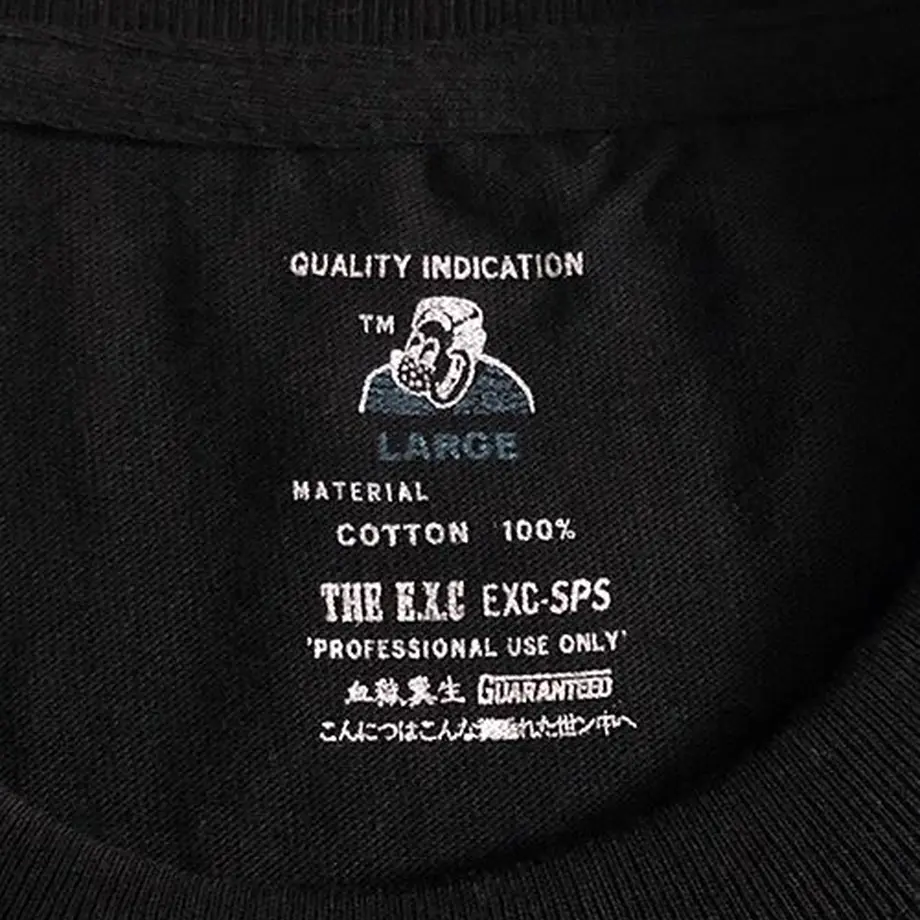 QUALITY INDICATION
TM
LARGE
MATERIAL
COTTON 100%
THE E.X.C EXC-SPS
'PROFESSIONAL USE ONLY'
血 生 GUARANTEED
こんにつはこんな れた世ン中へ